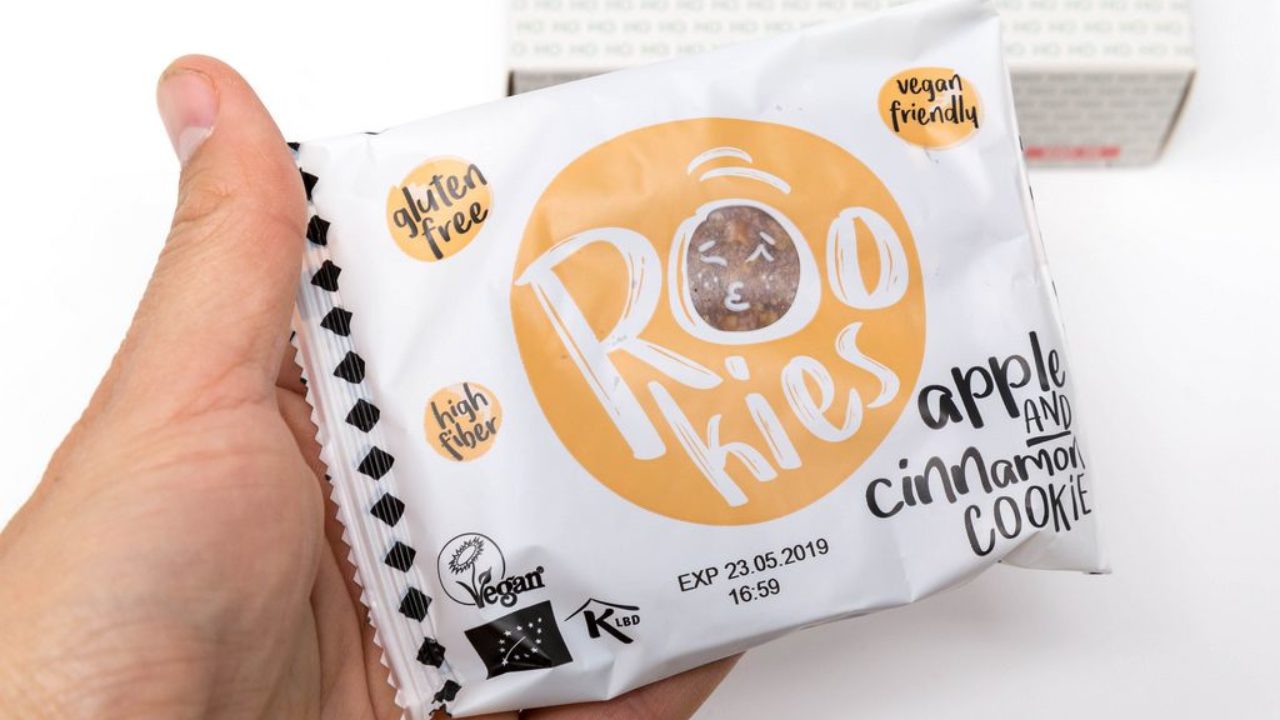 vegan
friendly
gluten
free
Roo
kies
high
fiber
apple
AND
cinnamon
COOKiE
EXP 23.05.2019
16:59
Vegan
K LBD